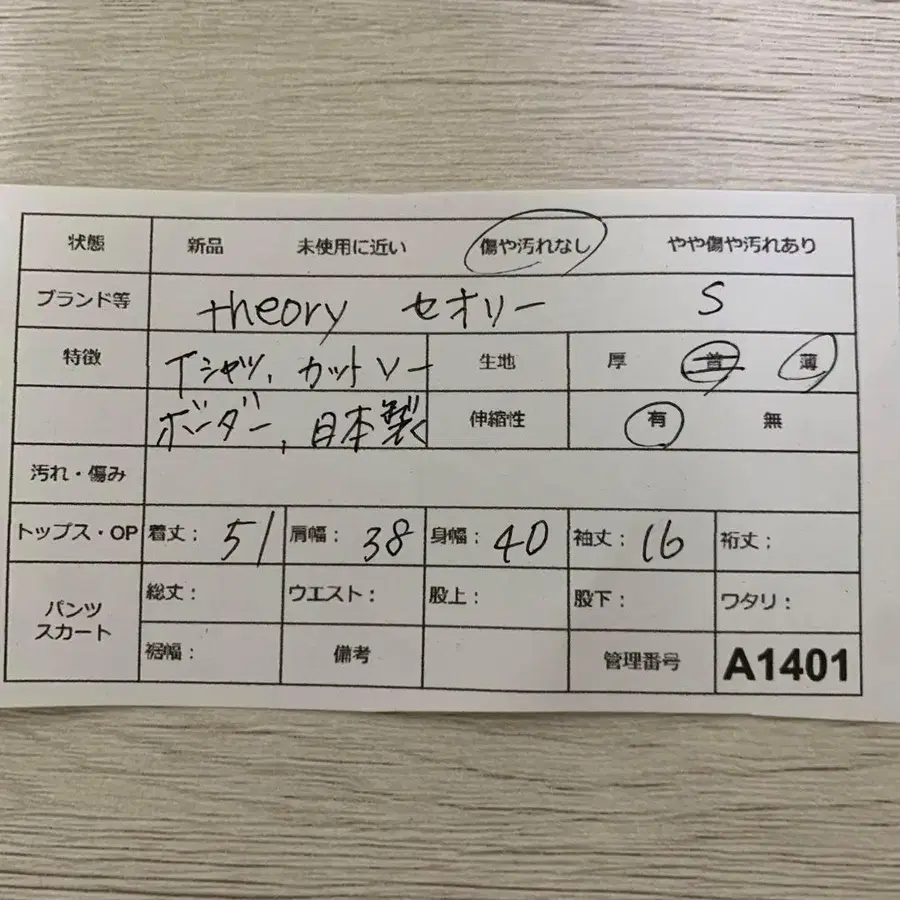 状態 新品 未使用に近い 傷や汚れなし やや傷や汚れあり
ブランド等 theory セオリー S
特徴 Tシャツ, カットソー 生地 厚 普 薄
ボーダー, 日本製 伸縮性 有 無
汚れ・傷み
トップス・OP 着丈: 51 肩幅: 38 身幅: 40 袖丈: 16 裄丈:
パンツ スカート 総丈: ウエスト: 股上: 股下: ワタリ:
裾幅: 備考 管理番号 A1401